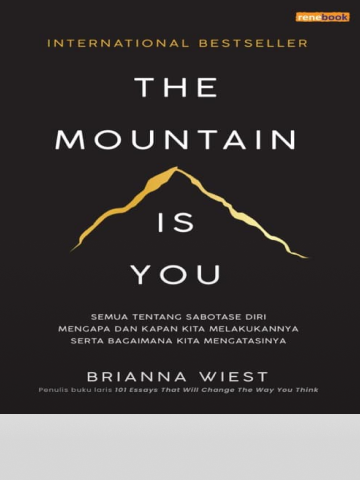 renebook
INTERNATIONAL BESTSELLER
THE
MOUNTAIN
IS
YOU
SEMUA TENTANG SABOTASE DIRI
MENGAPA DAN KAPAN KITA MELAKUKANNYA
SERTA BAGAIMANA KITA MENGATASINYA
BRIANNA WIEST
Penulis buku laris 101 Essays That Will Change The Way You Think